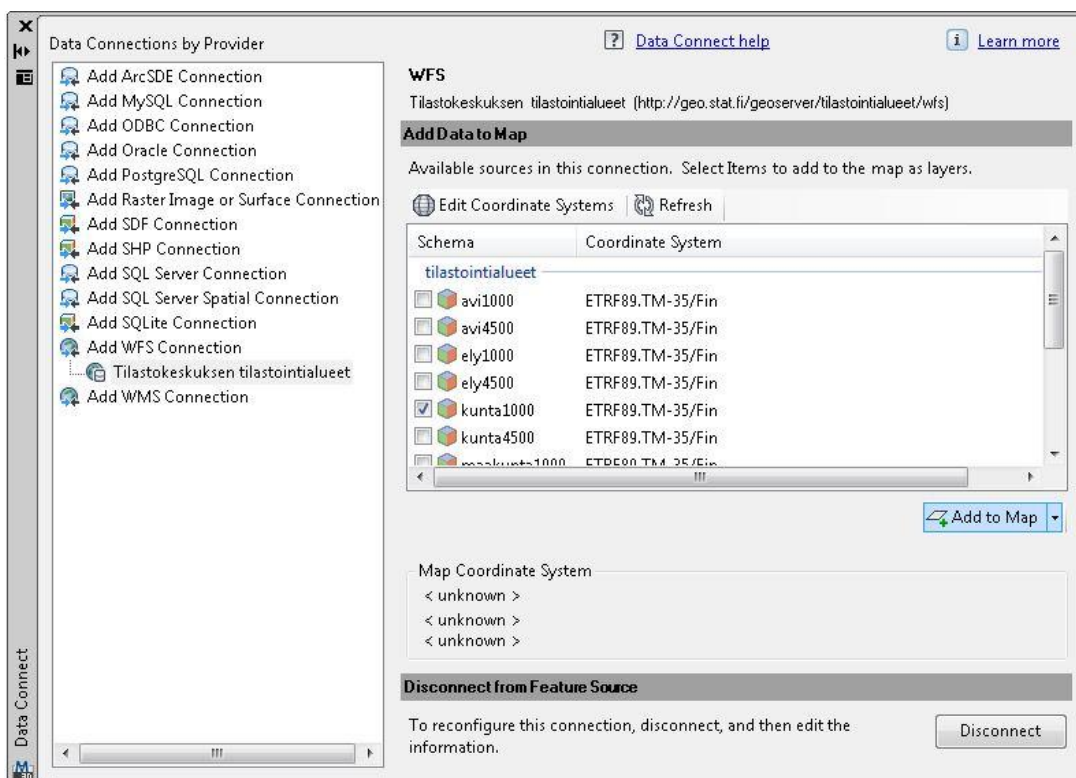 Data Connections by Provider
Add ArcSDE Connection
Add MySQL Connection
Add ODBC Connection
Add Oracle Connection
Add PostgreSQL Connection
Add Raster Image or Surface Connection
Add SDF Connection
Add SHP Connection
Add SQL Server Connection
Add SQL Server Spatial Connection
Add SQLite Connection
Add WFS Connection
Tilastokeskuksen tilastointialueet
Add WMS Connection
Data Connect help
Learn more
WFS
Tilastokeskuksen tilastointialueet (http://geo.stat.fi/geoserver/tilastointialueet/wfs)
Add Data to Map
Available sources in this connection. Select Items to add to the map as layers.
Edit Coordinate Systems Refresh
Schema Coordinate System
tilastointialueet
avi1000 ETRF89.TM-35/Fin
avi4500 ETRF89.TM-35/Fin
ely1000 ETRF89.TM-35/Fin
ely4500 ETRF89.TM-35/Fin
kunta1000 ETRF89.TM-35/Fin
kunta4500 ETRF89.TM-35/Fin
maakunta1000 ETRF89.TM-35/Fin
Add to Map
Map Coordinate System
< unknown >
< unknown >
< unknown >
Disconnect from Feature Source
To reconfigure this connection, disconnect, and then edit the
information.
Disconnect
Data Connect